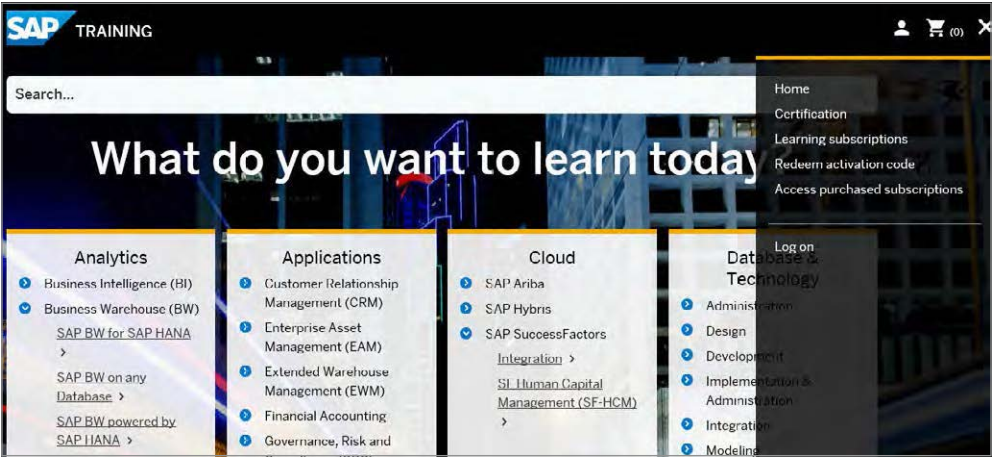 SAP TRAINING
(0)
Search...
What do you want to learn today
Home
Certification
Learning subscriptions
Redeem activation code
Access purchased subscriptions
Log on
Analytics
Business Intelligence (BI)
Business Warehouse (BW)
SAP BW for SAP HANA
>
SAP BW on any
Database >
SAP BW powered by
SAP HANA >
Applications
Customer Relationship
Management (CRM)
Enterprise Asset
Management (EAM)
Extended Warehouse
Management (EWM)
Financial Accounting
Governance, Risk and
Cloud
SAP Ariba
SAP Hybris
SAP SuccessFactors
Integration >
SF Human Capital
Management (SF-HCM)
>
Database &
Technology
Administration
Design
Development
Implementation &
Administration
Integration
Modeling